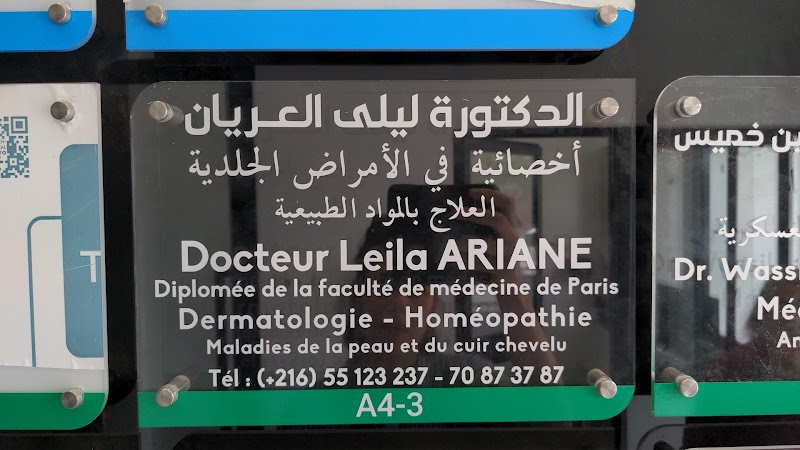 الدكتورة ليلى العريان
أخصائية في الأمراض الجلدية
العلاج بالمواد الطبيعية
Docteur Leila ARIANE
Diplomée de la faculté de médecine de Paris
Dermatologie - Homéopathie
Maladies de la peau et du cuir chevelu
Tél : (+216) 55 123 237 - 70 87 37 87
A4-3
خميس
Dr.